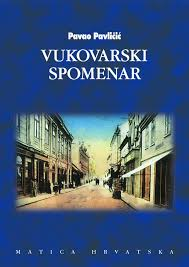 Pavao Pavličić
VUKOVARSKI
SPOMENAR
MATICA HRVATSKA